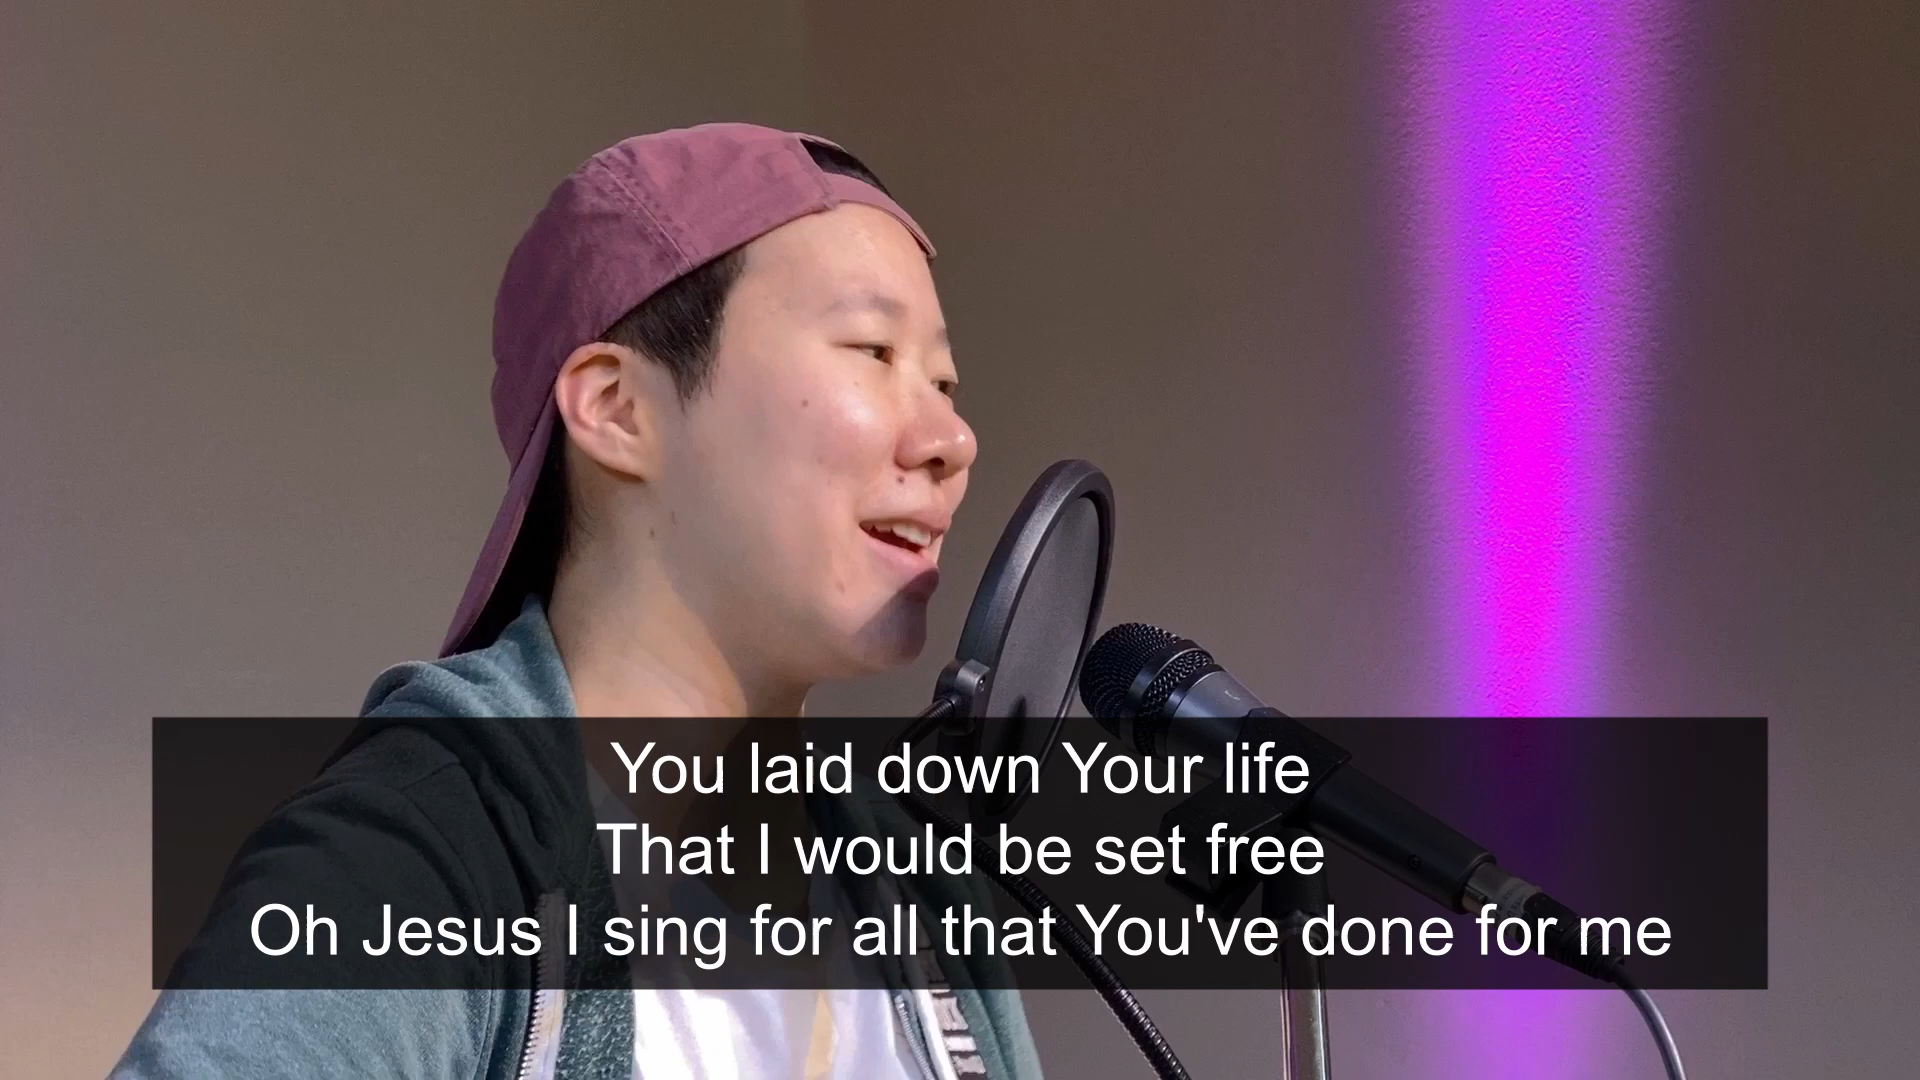 You laid down Your life
That I would be set free
Oh Jesus I sing for all that You've done for me